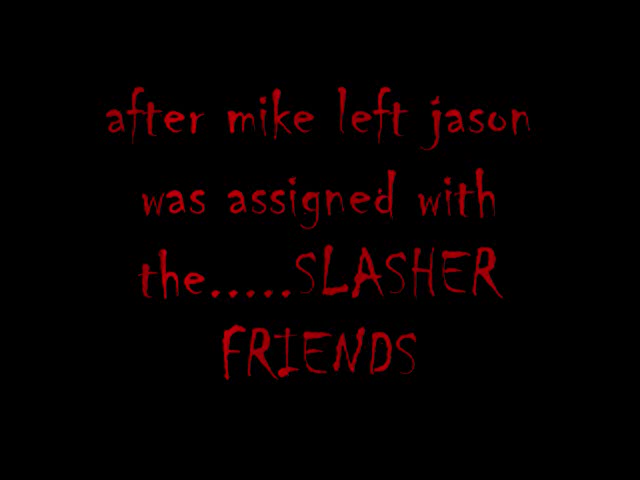 after mike left jason
was assigned with
the.....SLASHER
FRIENDS